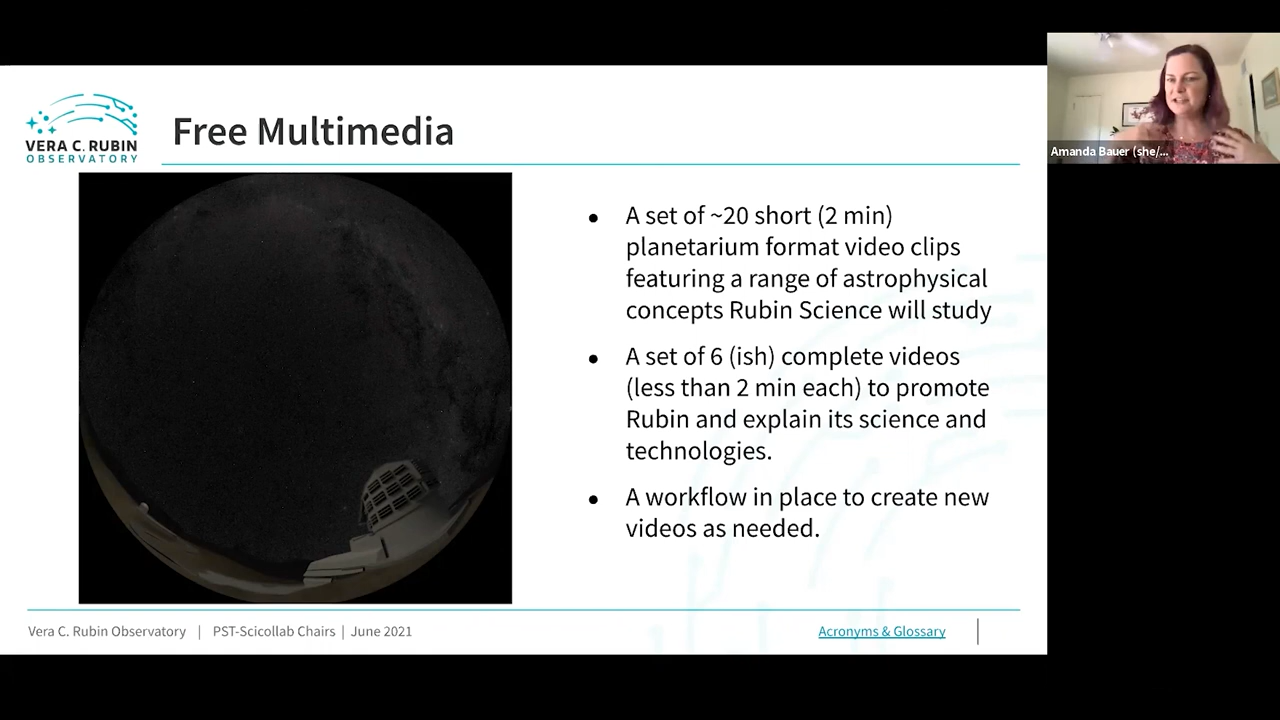 VERA C. RUBIN
OBSERVATORY
Free Multimedia
Amanda Bauer (she/...
● A set of ~20 short (2 min)
planetarium format video clips
featuring a range of astrophysical
concepts Rubin Science will study
● A set of 6 (ish) complete videos
(less than 2 min each) to promote
Rubin and explain its science and
technologies.
● A workflow in place to create new
videos as needed.
Vera C. Rubin Observatory | PST-Scicollab Chairs | June 2021
Acronyms & Glossary